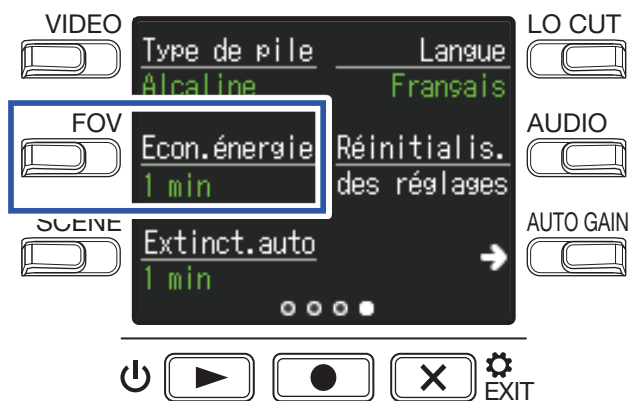 VIDEO
LO CUT
Type de pile
Alcaline
Langue
Français
FOV
AUDIO
Econ.énergie
1 min
Réinitialis.
des réglages
SCENE
AUTO GAIN
Extinct.auto
1 min
EXIT